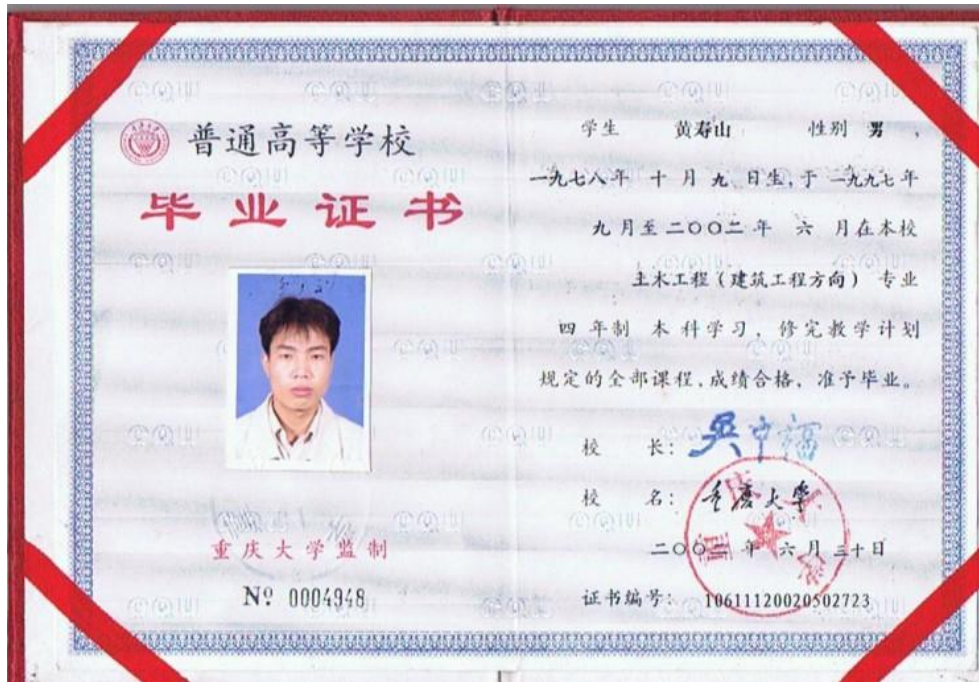 普通高等学校
毕业证书
重庆大学监制
Nº 0004948
学生 黄寿山 性别 男，
一九七八年 十 月 九 日生，于 一九九七年
九 月至二〇〇二年 六 月在本校
土木工程（建筑工程方向） 专业
四 年制 本 科学习，修完教学计划
规定的全部课程，成绩合格，准予毕业。
校 长：吴中福
校 名：重庆大学
二〇〇二年 六 月 三十日
证书编号： 10611120020502723